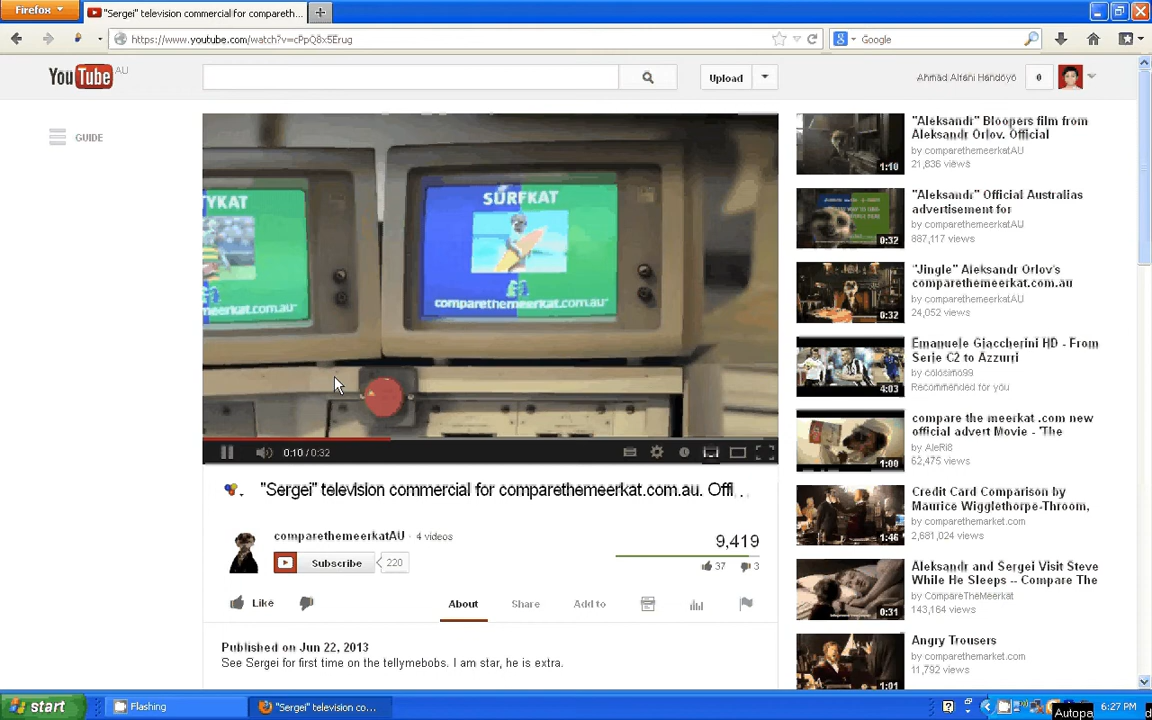 Firefox
"Sergei" television commercial for compareth...
https://www.youtube.com/watch?v=cPpQ8x5Erug
Google
YouTube AU
Upload
Ahmad Alfani Handoyo
0
GUIDE
TYKAT
SURFKAT
comparethemeerkat.com.au
0:10 / 0:32
"Sergei" television commercial for comparethemeerkat.com.au. Offi . .
comparethemeerkatAU · 4 videos
Subscribe 220
9,419
37 3
Like
About
Share
Add to
Published on Jun 22, 2013
See Sergei for first time on the tellymebobs. I am star, he is extra.
1:10
"Aleksandr" Bloopers film from
Aleksandr Orlov. Official
by comparethemeerkatAU
21,836 views
0:32
"Aleksandr" Official Australias
advertisement for
by comparethemeerkatAU
887,117 views
0:32
"Jingle" Aleksandr Orlov's
comparethemeerkat.com.au
by comparethemeerkatAU
24,052 views
4:03
Emanuele Giaccherini HD - From
Serie C2 to Azzurri
by colosimo99
Recommended for you
1:00
compare the meerkat .com new
official advert Movie - 'The
by AleRi8
62,475 views
1:46
Credit Card Comparison by
Maurice Wigglethorpe-Throom,
by comparethemarket.com
2,681,024 views
0:31
Aleksandr and Sergei Visit Steve
While He Sleeps -- Compare The
by CompareTheMeerkat
143,164 views
1:01
Angry Trousers
by comparethemarket.com
11,792 views
start
Flashing
"Sergei" television co...
Autopa
6:27 PM